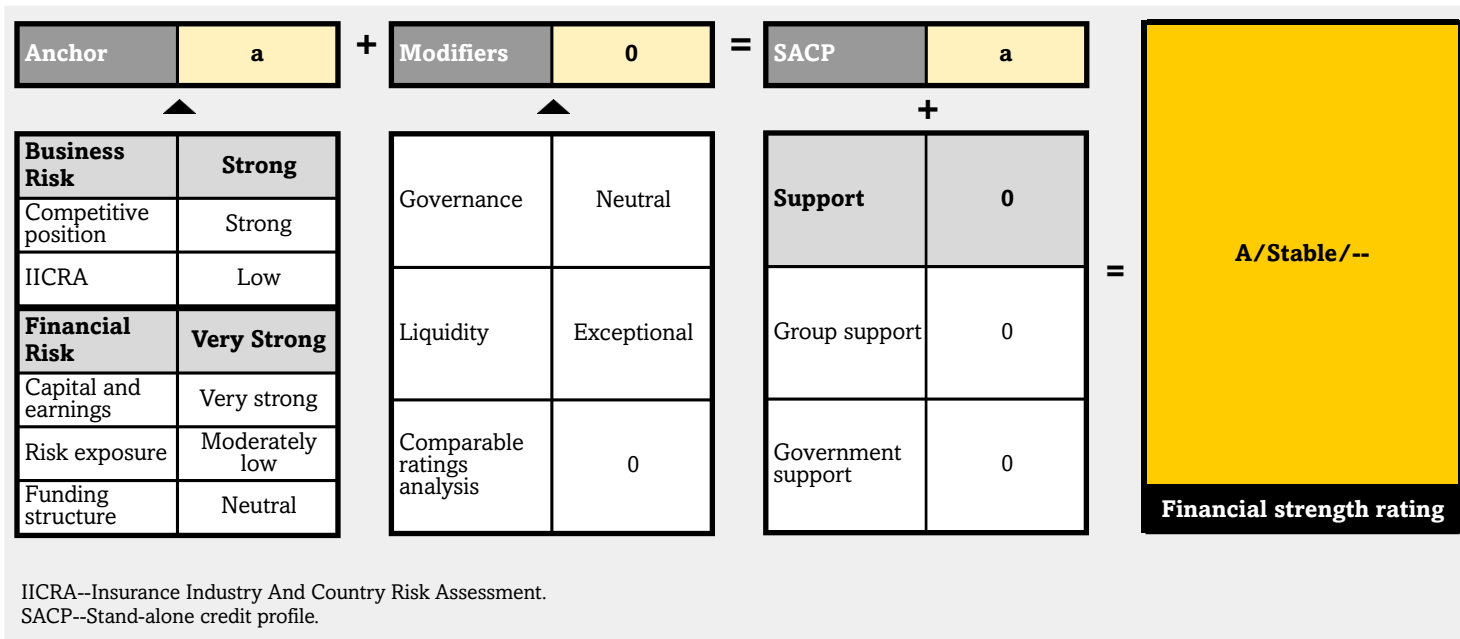 Anchor a + Modifiers 0 = SACP a
+
Business
Risk
Strong
Competitive
position
Strong
IICRA Low
Financial
Risk
Very Strong
Capital and
earnings
Very strong
Risk exposure
Moderately
low
Funding
structure
Neutral
Governance Neutral
Liquidity Exceptional
Comparable
ratings
analysis
0
Support 0
Group support 0
Government
support
0
=
A/Stable/--
Financial strength rating
IICRA--Insurance Industry And Country Risk Assessment.
SACP--Stand-alone credit profile.